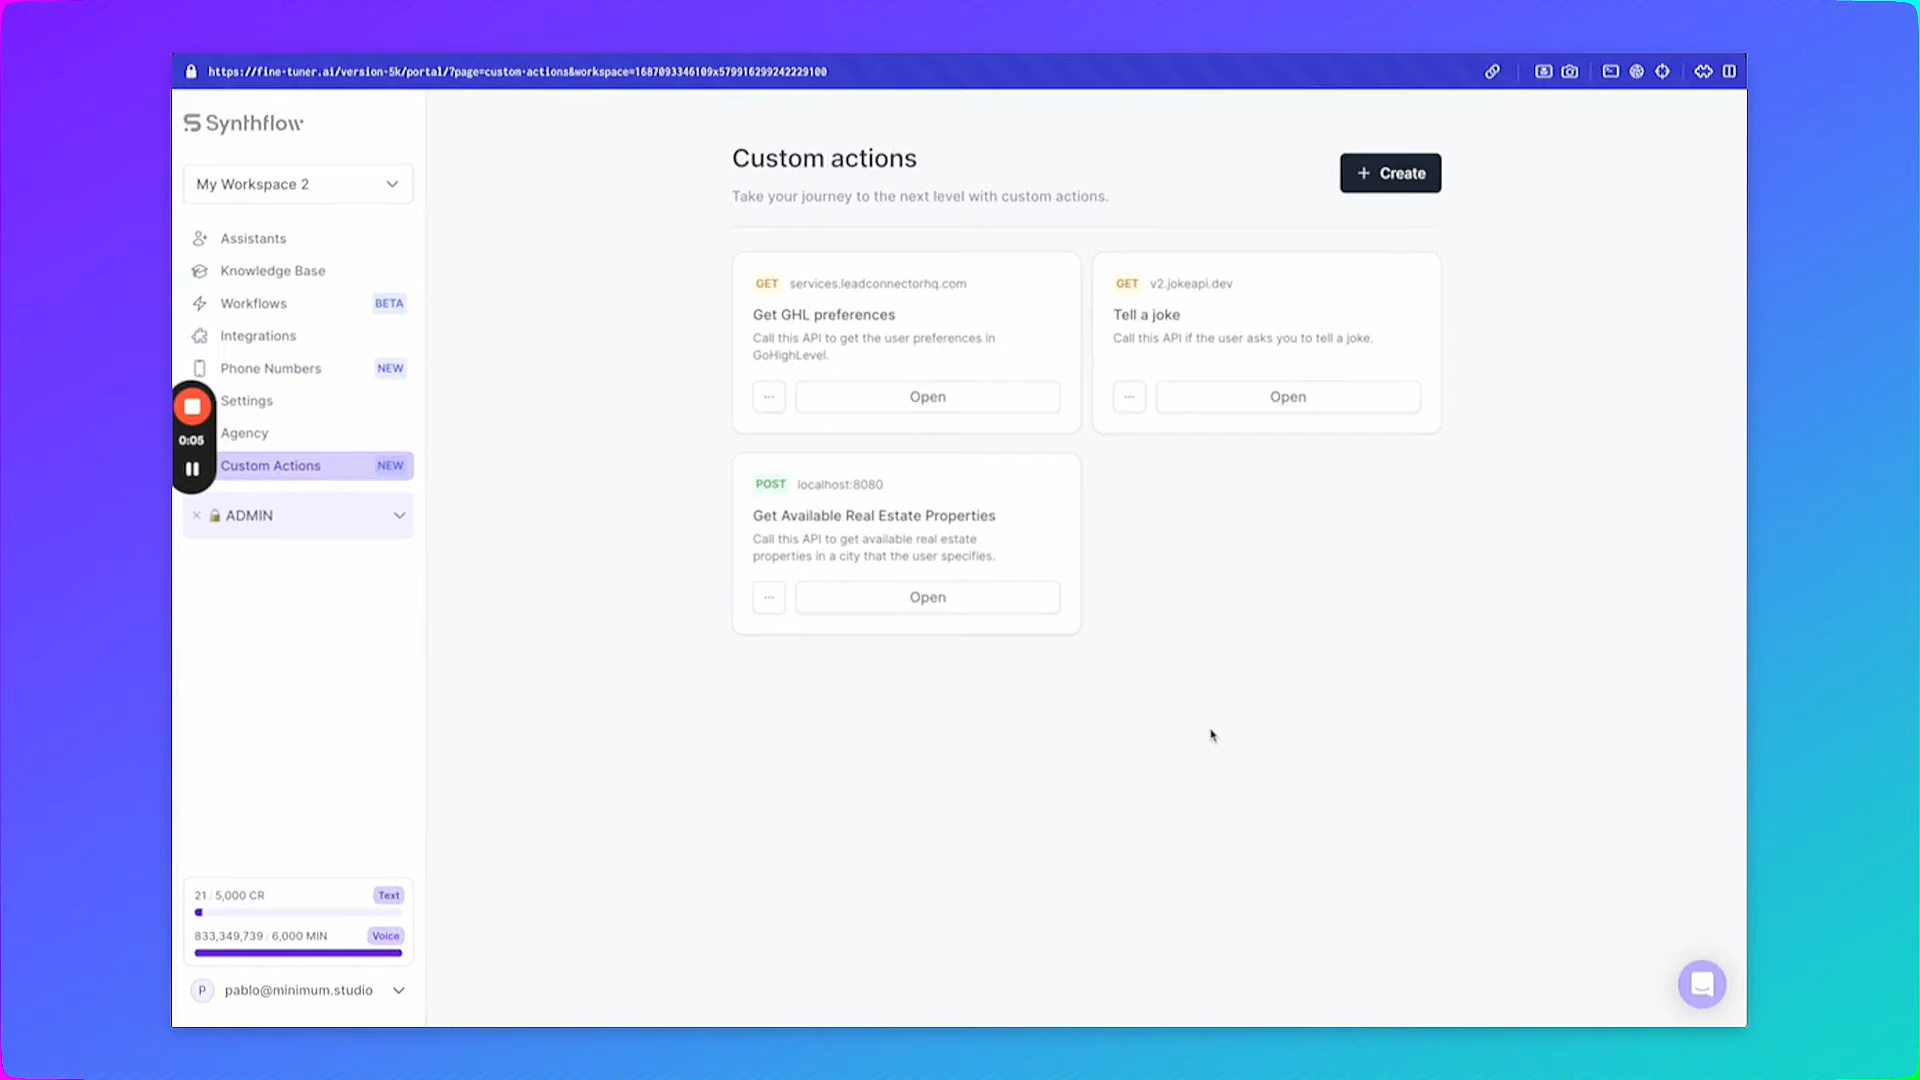 https://fine-tuner.ai/version-5k/portal/?page=custom-actions&workspace=1687093346109x579916299242229100
Synthflow
My Workspace 2
Assistants
Knowledge Base
Workflows BETA
Integrations
Phone Numbers NEW
Settings
Agency
Custom Actions NEW
ADMIN
0:05
21 / 5,000 CR Text
833,349,739 / 6,000 MIN Voice
P pablo@minimum.studio
Custom actions
Take your journey to the next level with custom actions.
+ Create
GET services.leadconnectorhq.com
Get GHL preferences
Call this API to get the user preferences in
GoHighLevel.
... Open
GET v2.jokeapi.dev
Tell a joke
Call this API if the user asks you to tell a joke.
... Open
POST localhost:8080
Get Available Real Estate Properties
Call this API to get available real estate
properties in a city that the user specifies.
... Open